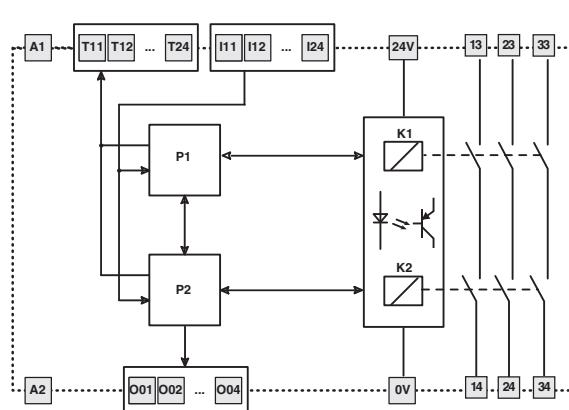 A1 T11 T12 ... T24 I11 I12 ... I24 24V 13 23 33
K1
P1
K2
P2
A2 O01 O02 ... O04 0V 14 24 34